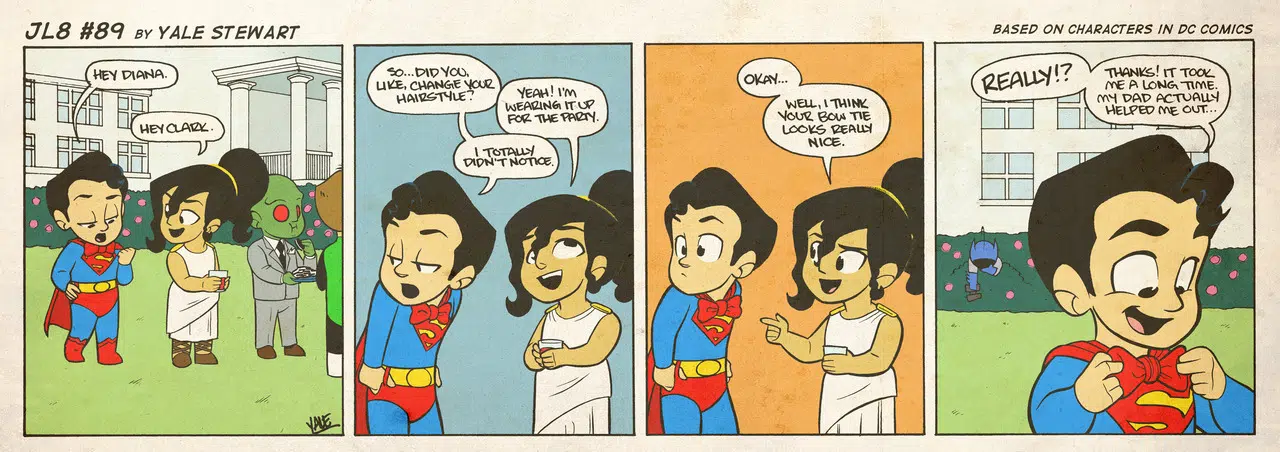 JL8 #89 BY YALE STEWART
BASED ON CHARACTERS IN DC COMICS
HEY DIANA.
HEY CLARK.
YALE
SO...DID YOU,
LIKE, CHANGE YOUR
HAIRSTYLE?
YEAH! I'M
WEARING IT UP
FOR THE PARTY.
I TOTALLY
DIDN'T NOTICE.
OKAY...
WELL, I THINK
YOUR BOW TIE
LOOKS REALLY
NICE.
REALLY!?
THANKS! IT TOOK
ME A LONG TIME.
MY DAD ACTUALLY
HELPED ME OUT...